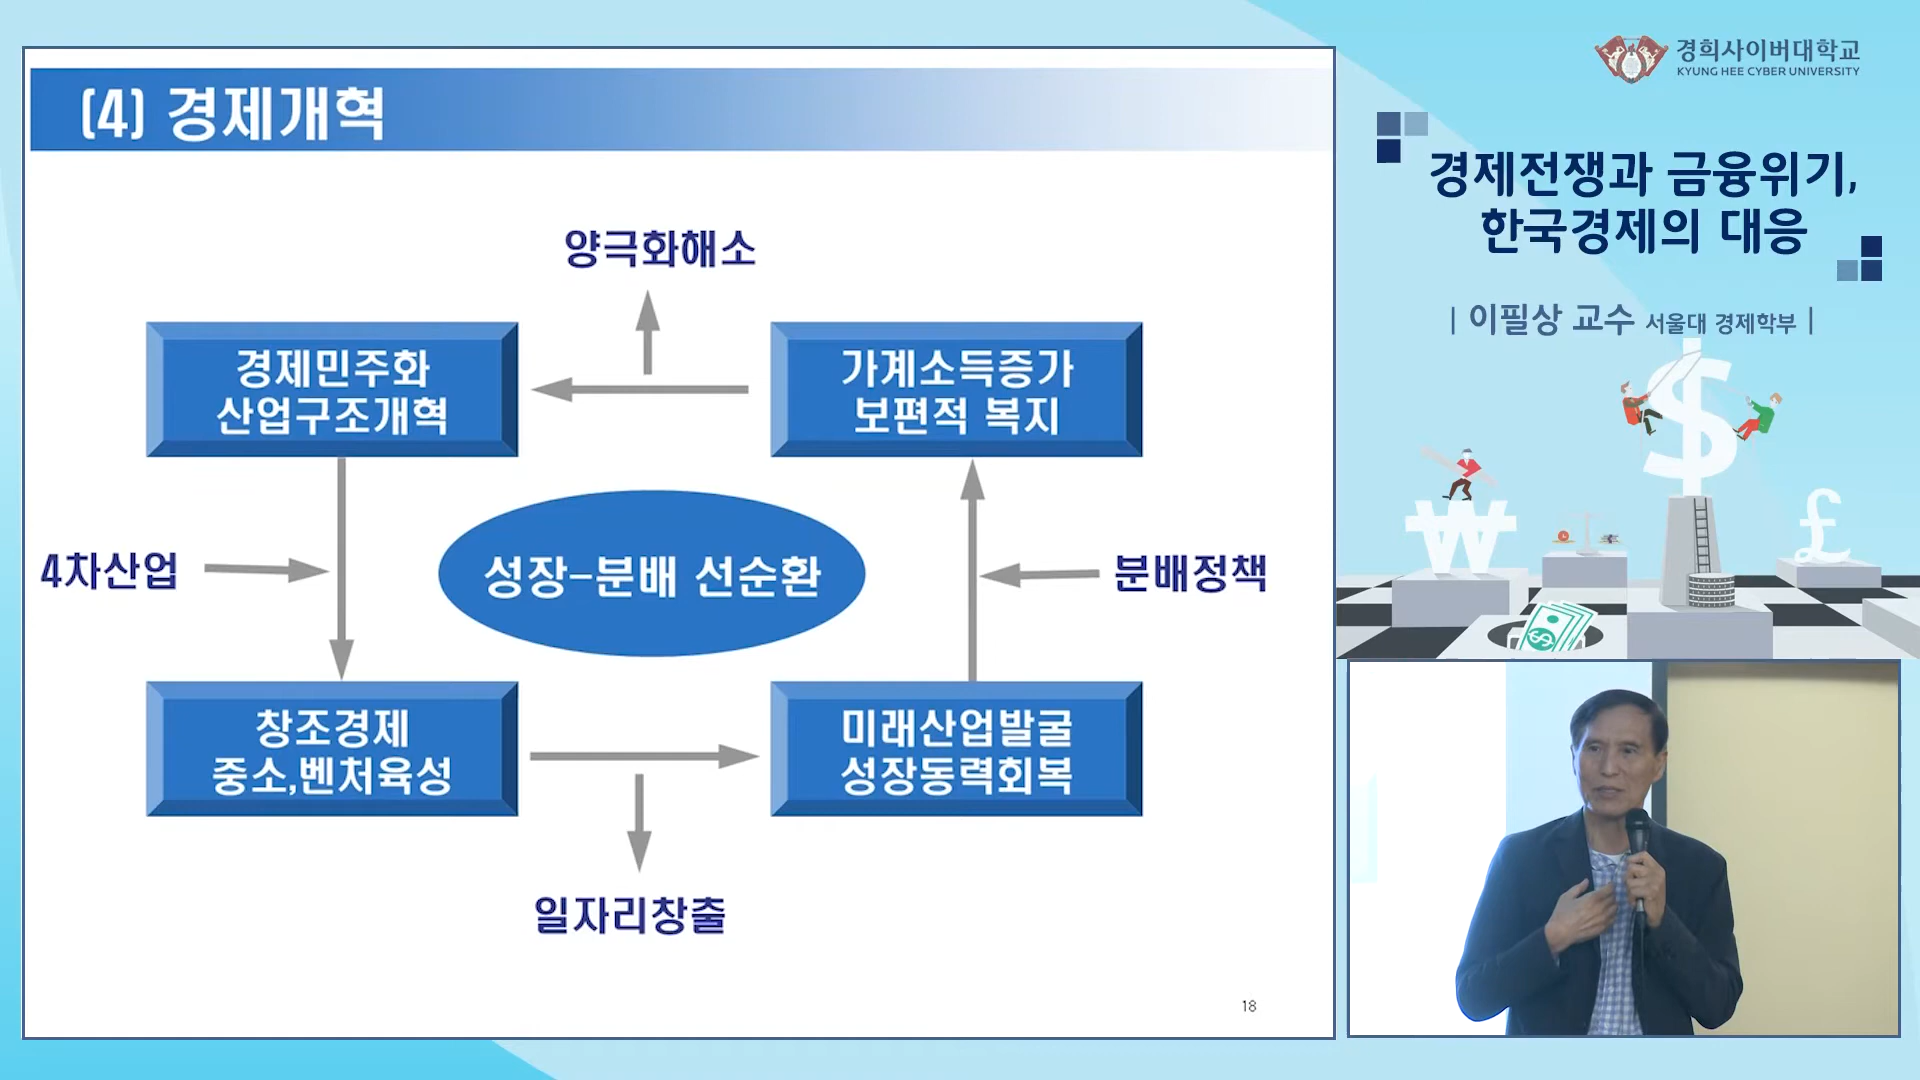 (4) 경제개혁
양극화해소
경제민주화
산업구조개혁
가계소득증가
보편적 복지
4차산업
성장-분배 선순환
분배정책
창조경제
중소,벤처육성
미래산업발굴
성장동력회복
일자리창출
18
경희사이버대학교
KYUNG HEE CYBER UNIVERSITY
경제전쟁과 금융위기,
한국경제의 대응
| 이필상 교수 서울대 경제학부 |